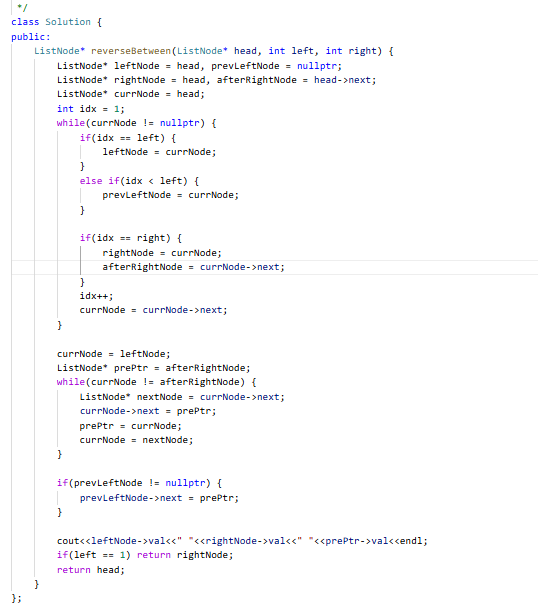 */
class Solution {
public:
    ListNode* reverseBetween(ListNode* head, int left, int right) {
        ListNode* leftNode = head, prevLeftNode = nullptr;
        ListNode* rightNode = head, afterRightNode = head->next;
        ListNode* currNode = head;
        int idx = 1;
        while(currNode != nullptr) {
            if(idx == left) {
                leftNode = currNode;
            }
            else if(idx < left) {
                prevLeftNode = currNode;
            }

            if(idx == right) {
                rightNode = currNode;
                afterRightNode = currNode->next;
            }
            idx++;
            currNode = currNode->next;
        }

        currNode = leftNode;
        ListNode* prePtr = afterRightNode;
        while(currNode != afterRightNode) {
            ListNode* nextNode = currNode->next;
            currNode->next = prePtr;
            prePtr = currNode;
            currNode = nextNode;
        }

        if(prevLeftNode != nullptr) {
            prevLeftNode->next = prePtr;
        }

        cout<<leftNode->val<<" "<<rightNode->val<<" "<<prePtr->val<<endl;
        if(left == 1) return rightNode;
        return head;
    }
};